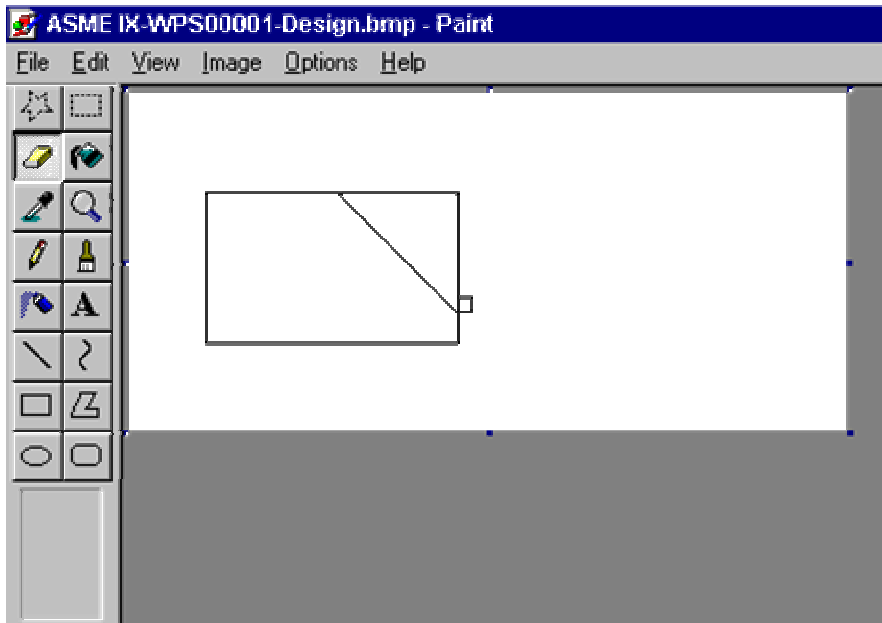 ASME IX-WPS00001-Design.bmp - Paint
File Edit View Image Options Help
A